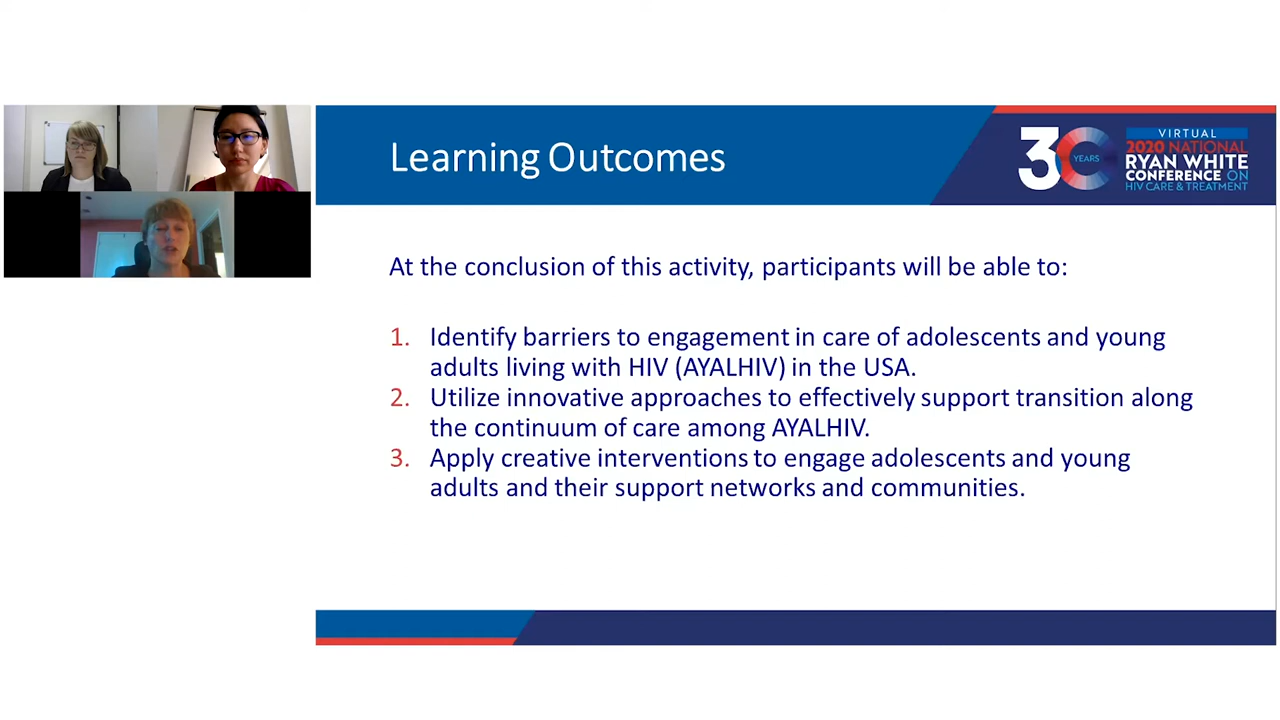 Learning Outcomes
30 YEARS
VIRTUAL
2020 NATIONAL
RYAN WHITE
CONFERENCE ON
HIV CARE & TREATMENT
At the conclusion of this activity, participants will be able to:
1. Identify barriers to engagement in care of adolescents and young
adults living with HIV (AYALHIV) in the USA.
2. Utilize innovative approaches to effectively support transition along
the continuum of care among AYALHIV.
3. Apply creative interventions to engage adolescents and young
adults and their support networks and communities.